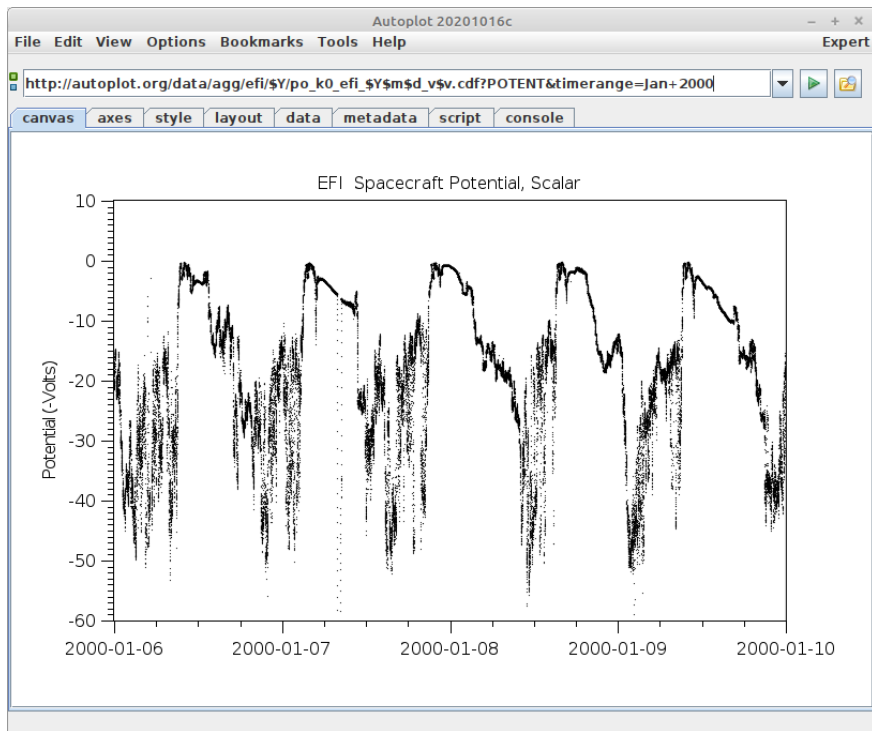 Autoplot 20201016c
File Edit View Options Bookmarks Tools Help Expert
http://autoplot.org/data/agg/efi/$Y/po_k0_efi_$Y$m$d_v$v.cdf?POTENT&timerange=Jan+2000
canvas axes style layout data metadata script console
EFI  Spacecraft Potential, Scalar
10
0
-10
-20
-30
-40
-50
-60
Potential (-Volts)
2000-01-06 2000-01-07 2000-01-08 2000-01-09 2000-01-10